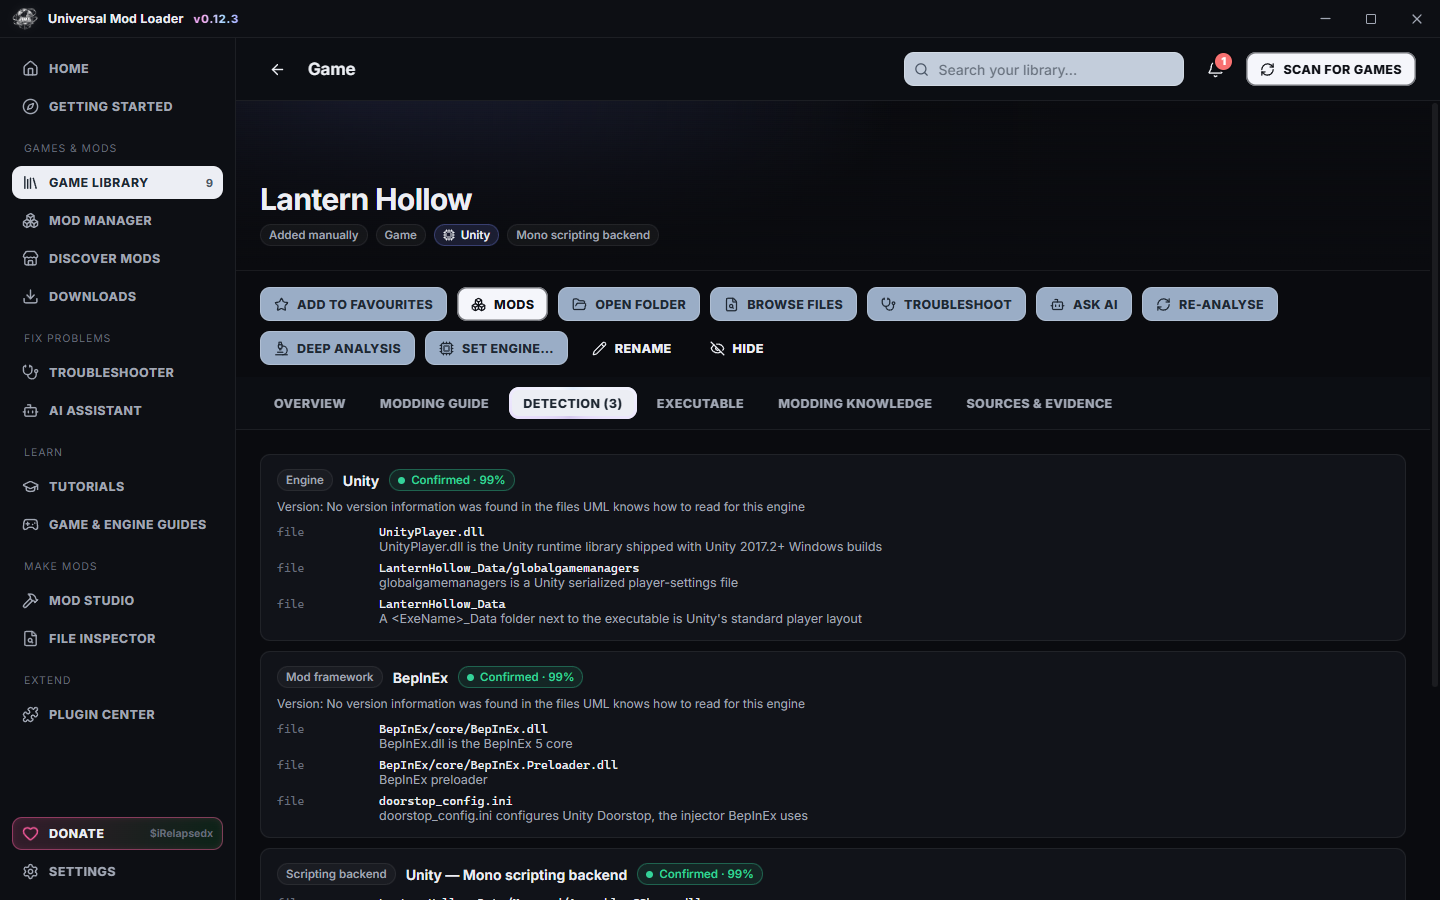 Universal Mod Loader v0.12.3
HOME
GETTING STARTED
GAMES & MODS
GAME LIBRARY 9
MOD MANAGER
DISCOVER MODS
DOWNLOADS
FIX PROBLEMS
TROUBLESHOOTER
AI ASSISTANT
LEARN
TUTORIALS
GAME & ENGINE GUIDES
MAKE MODS
MOD STUDIO
FILE INSPECTOR
EXTEND
PLUGIN CENTER
DONATE $iRelapsedx
SETTINGS
Game
Search your library...
1
SCAN FOR GAMES
Lantern Hollow
Added manually Game Unity Mono scripting backend
ADD TO FAVOURITES MODS OPEN FOLDER BROWSE FILES TROUBLESHOOT ASK AI RE-ANALYSE
DEEP ANALYSIS SET ENGINE... RENAME HIDE
OVERVIEW MODDING GUIDE DETECTION (3) EXECUTABLE MODDING KNOWLEDGE SOURCES & EVIDENCE
Engine Unity Confirmed · 99%
Version: No version information was found in the files UML knows how to read for this engine
file UnityPlayer.dll
UnityPlayer.dll is the Unity runtime library shipped with Unity 2017.2+ Windows builds
file LanternHollow_Data/globalgamemanagers
globalgamemanagers is a Unity serialized player-settings file
file LanternHollow_Data
A <ExeName>_Data folder next to the executable is Unity's standard player layout
Mod framework BepInEx Confirmed · 99%
Version: No version information was found in the files UML knows how to read for this engine
file BepInEx/core/BepInEx.dll
BepInEx.dll is the BepInEx 5 core
file BepInEx/core/BepInEx.Preloader.dll
BepInEx preloader
file doorstop_config.ini
doorstop_config.ini configures Unity Doorstop, the injector BepInEx uses
Scripting backend Unity — Mono scripting backend Confirmed · 99%